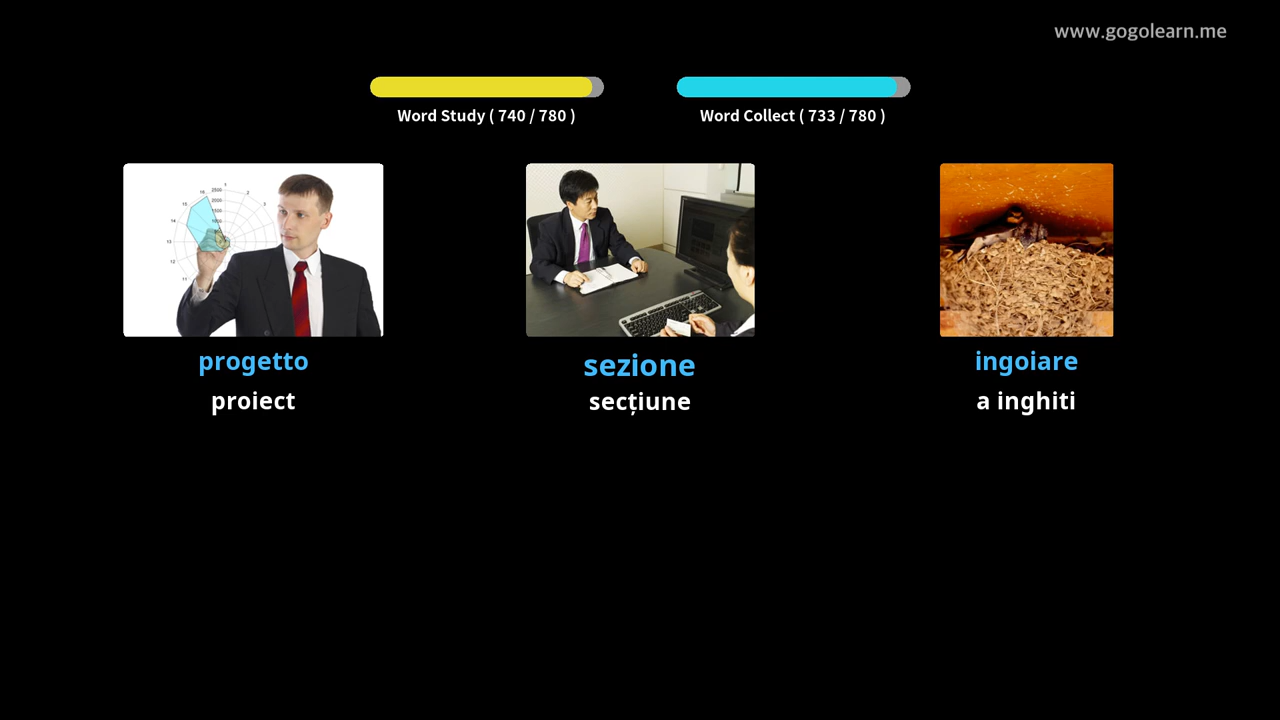 www.gogolearn.me
Word Study ( 740 / 780 )
Word Collect ( 733 / 780 )
progetto
proiect
sezione
secțiune
ingoiare
a inghiti